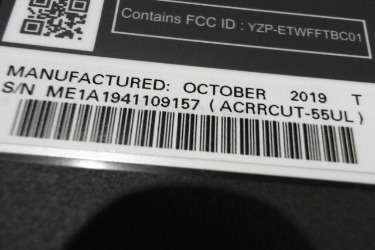 Contains FCC ID : YZP-ETWFFTBC01
MANUFACTURED: OCTOBER 2019 T
S/N ME1A1941109157 ( ACRRCUT-55UL )